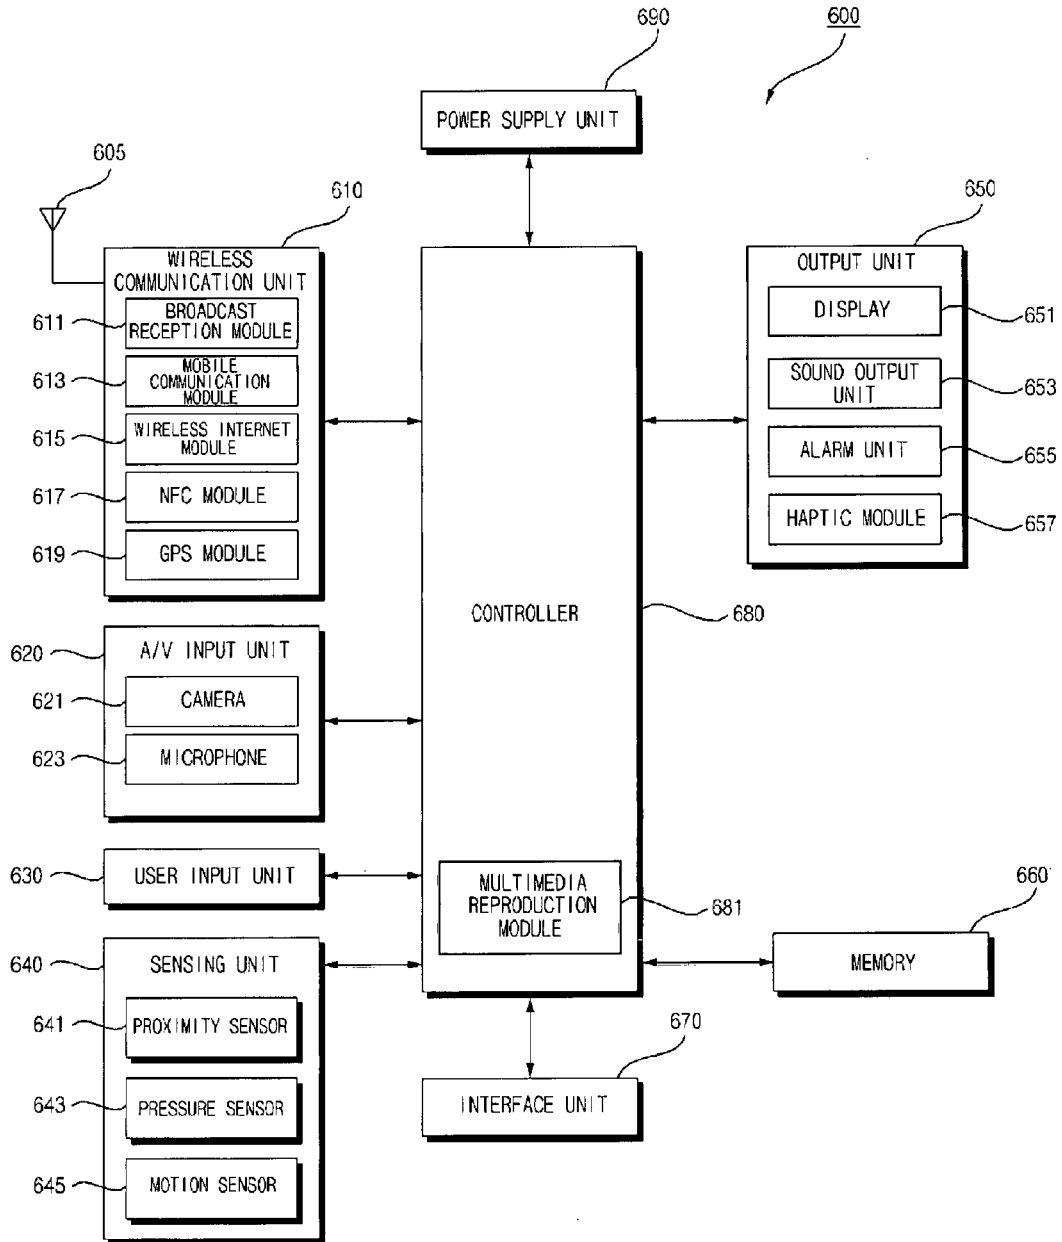 690
600
POWER SUPPLY UNIT
605
610
650
WIRELESS
COMMUNICATION UNIT
OUTPUT UNIT
611
BROADCAST
RECEPTION MODULE
DISPLAY
651
613
MOBILE
COMMUNICATION
MODULE
SOUND OUTPUT
UNIT
653
615
WIRELESS INTERNET
MODULE
ALARM UNIT
655
617
NFC MODULE
HAPTIC MODULE
657
619
GPS MODULE
CONTROLLER
680
620
A/V INPUT UNIT
621
CAMERA
623
MICROPHONE
630
USER INPUT UNIT
MULTIMEDIA
REPRODUCTION
MODULE
681
660
640
SENSING UNIT
MEMORY
641
PROXIMITY SENSOR
670
643
PRESSURE SENSOR
INTERFACE UNIT
645
MOTION SENSOR